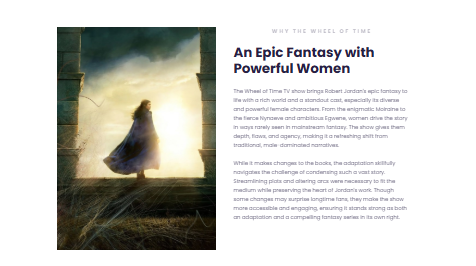 WHY THE WHEEL OF TIME
An Epic Fantasy with
Powerful Women
The Wheel of Time TV show brings Robert Jordan's epic fantasy to
life with a rich world and a standout cast, especially its diverse
and powerful female characters. From the enigmatic Moiraine to
the fierce Nynaeve and ambitious Egwene, women drive the story
in ways rarely seen in mainstream fantasy. The show gives them
depth, flaws, and agency, making it a refreshing shift from
traditional, male-dominated narratives.
While it makes changes to the books, the adaptation skillfully
navigates the challenge of condensing such a vast story.
Streamlining plots and altering arcs were necessary to fit the
medium while preserving the heart of Jordan's work. Though
some changes may surprise longtime fans, they make the show
more accessible and engaging, ensuring it stands strong as both
an adaptation and a compelling fantasy series in its own right.